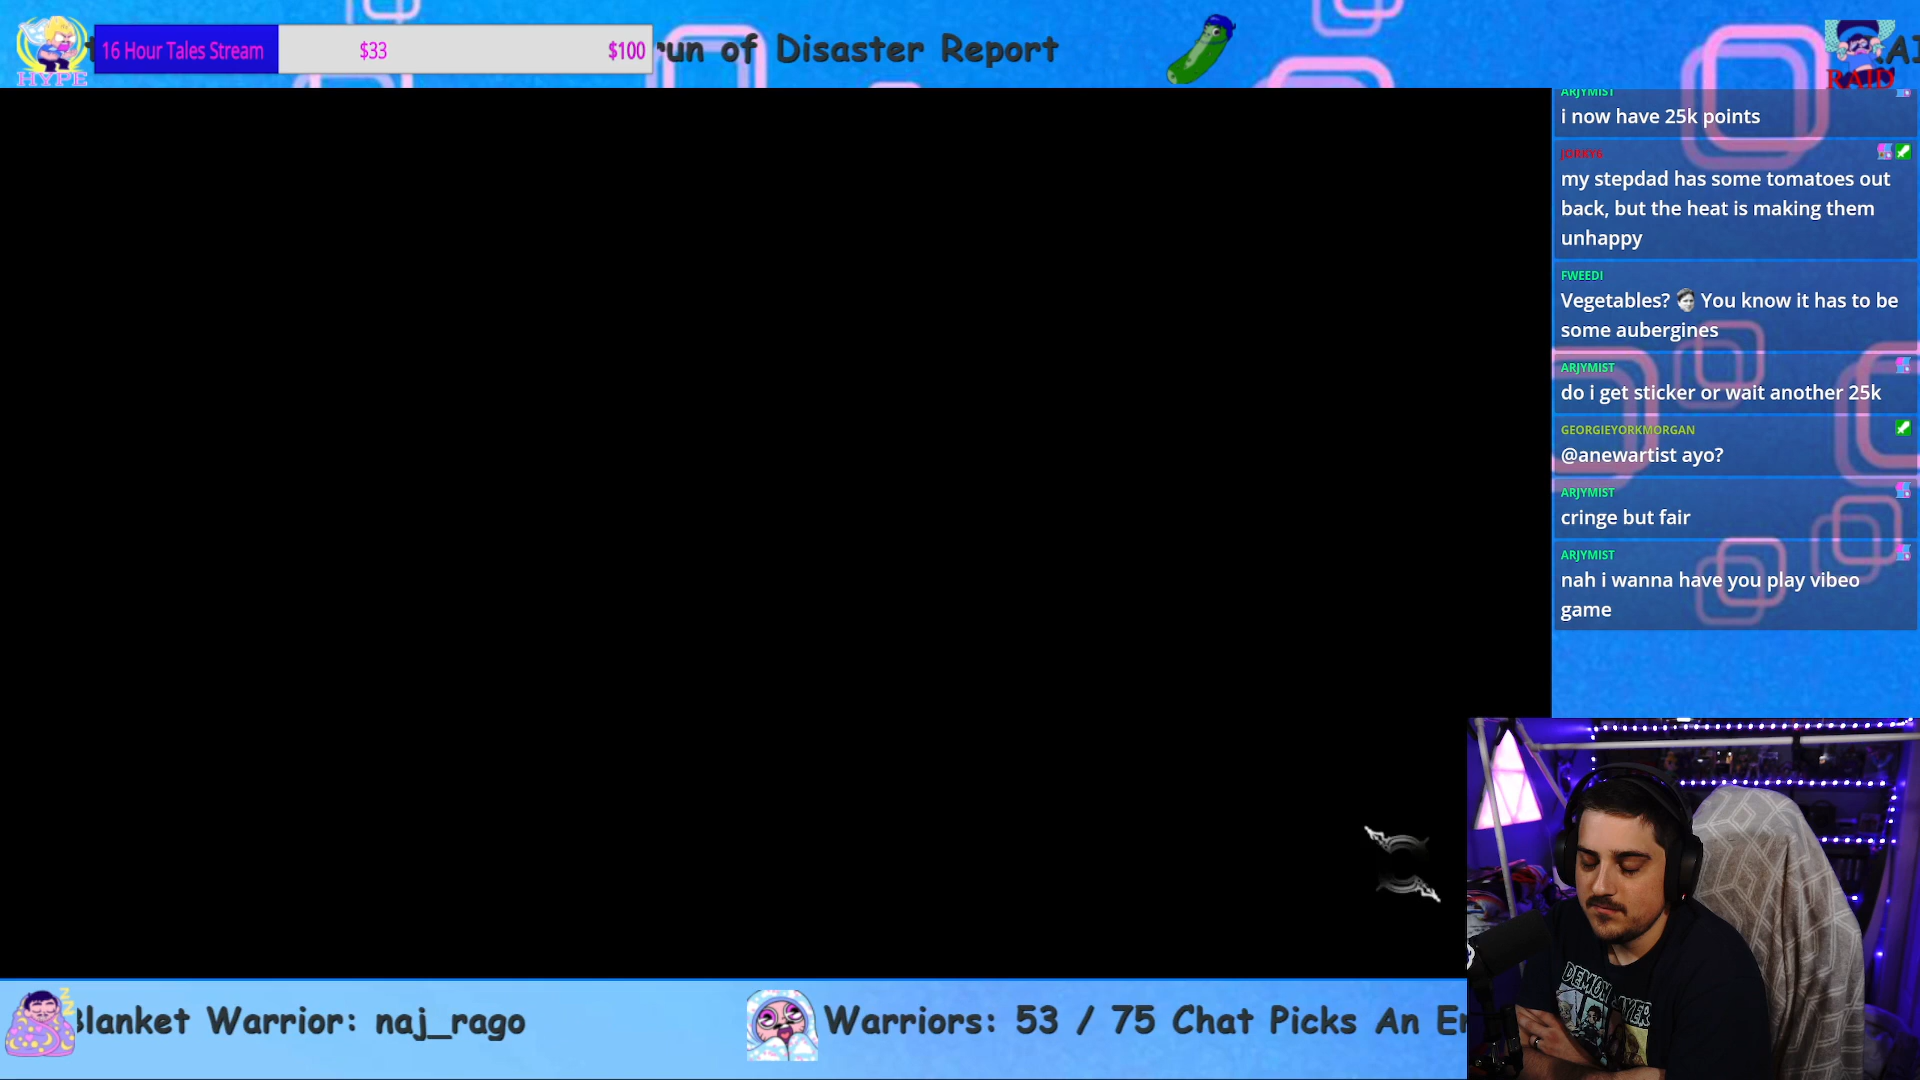 16 Hour Tales Stream $33 $100
run of Disaster Report
HYPE
RAID
ARJYMIST
i now have 25k points
JORKY6
my stepdad has some tomatoes out
back, but the heat is making them
unhappy
FWEEDI
Vegetables? You know it has to be
some aubergines
ARJYMIST
do i get sticker or wait another 25k
GEORGIEYORKMORGAN
@anewartist ayo?
ARJYMIST
cringe but fair
ARJYMIST
nah i wanna have you play vibeo
game
Blanket Warrior: naj_rago
Warriors: 53 / 75 Chat Picks An